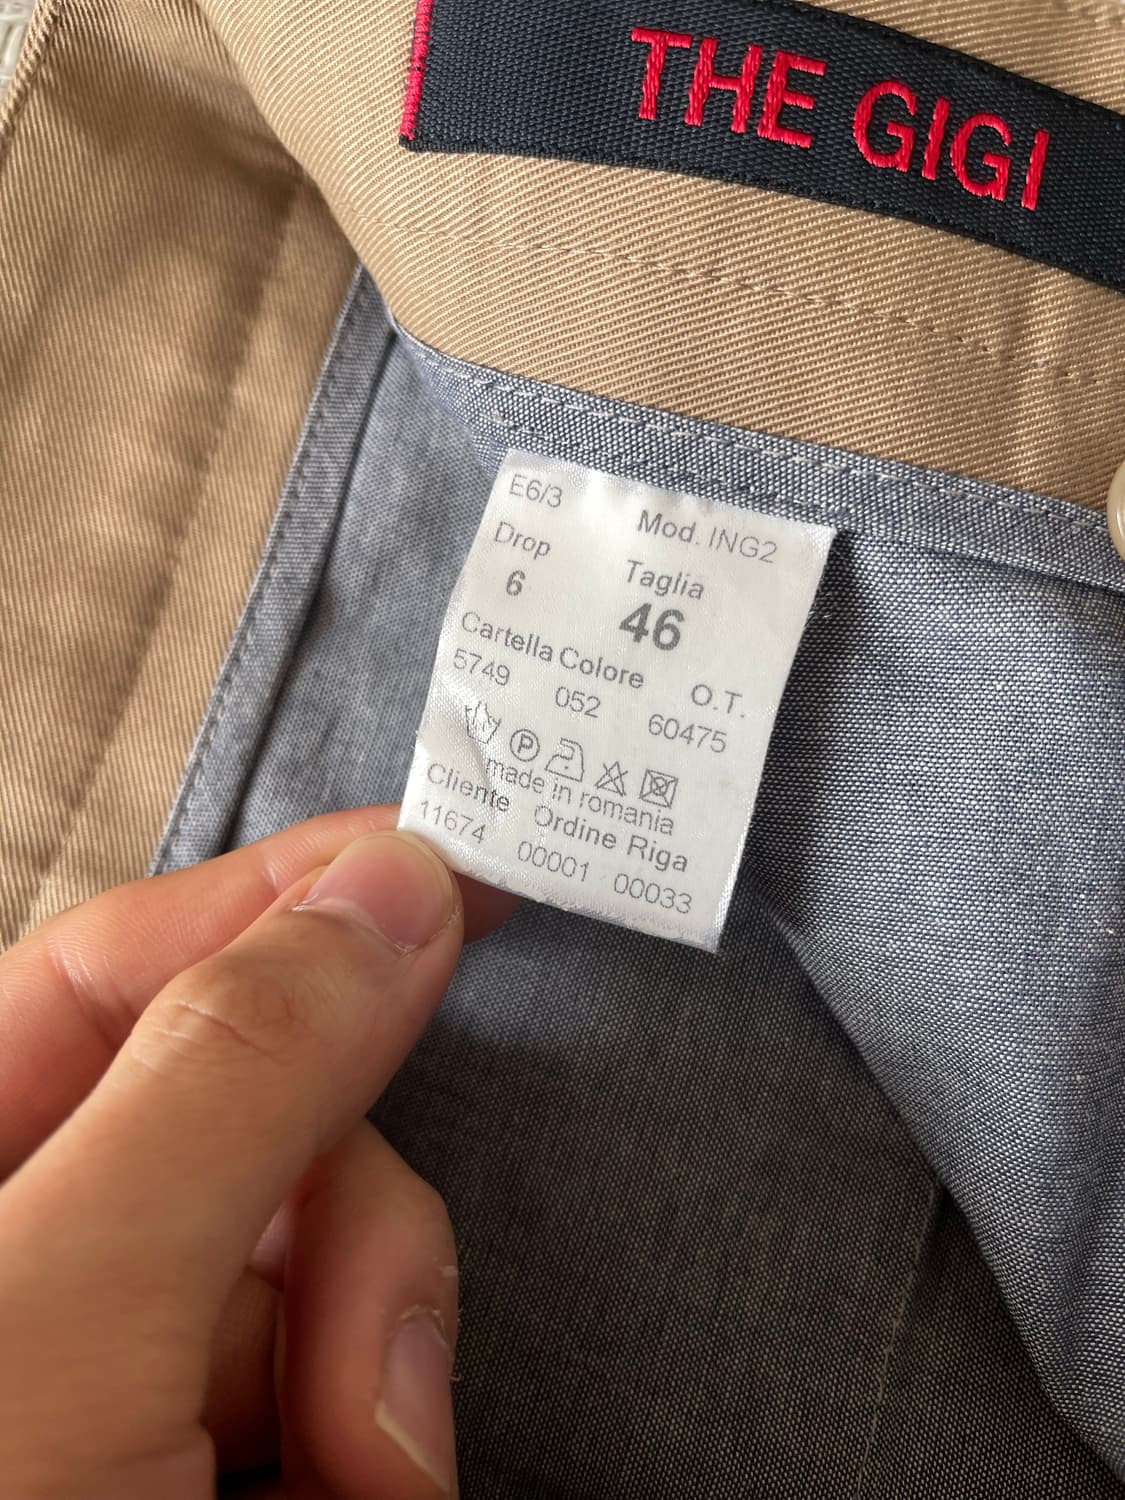 THE GIGI
E6/3 Mod. ING2
Drop Taglia
6 46
Cartella Colore O.T.
5749 052 60475
P
made in romania
Cliente Ordine Riga
11674 00001 00033